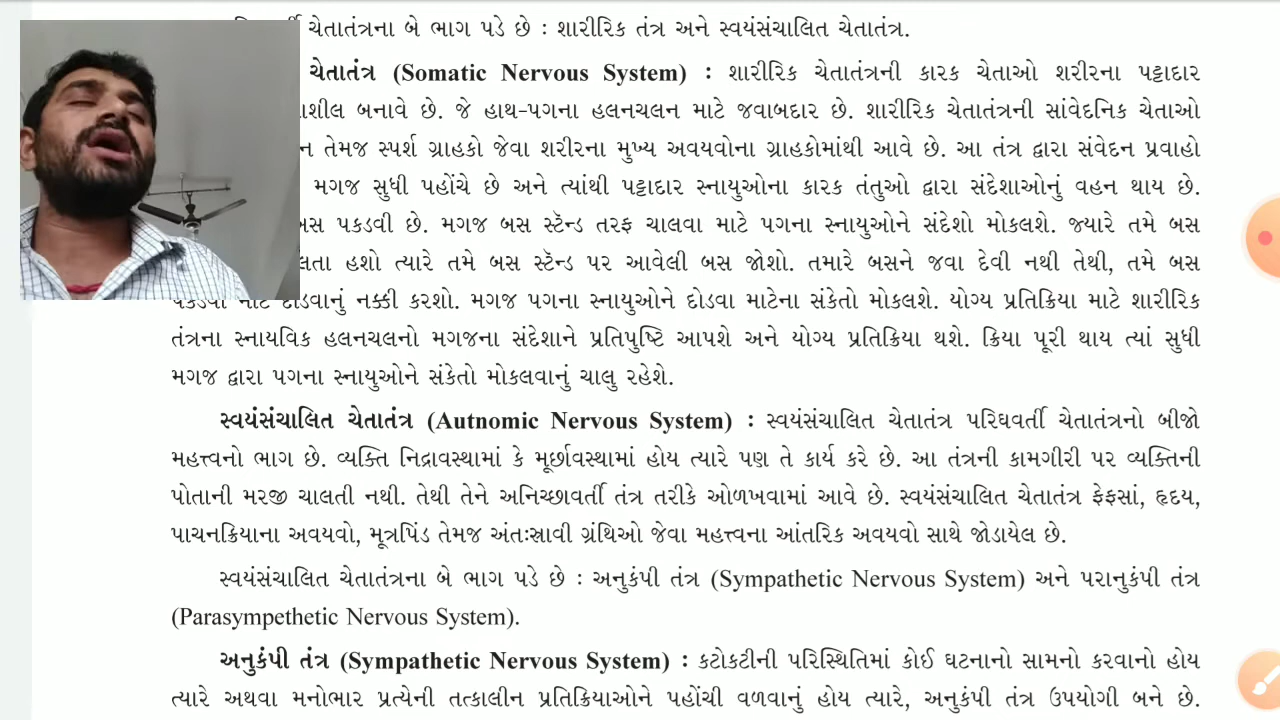 ચેતાતંત્રના બે ભાગ પડે છે : શારીરિક તંત્ર અને સ્વયંસંચાલિત ચેતાતંત્ર.
ચેતાતંત્ર (Somatic Nervous System) : શારીરિક ચેતાતંત્રની કારક ચેતાઓ શરીરના પટ્ટાદાર
બનાવે છે. જે હાથ-પગના હલનચલન માટે જવાબદાર છે. શારીરિક ચેતાતંત્રની સાંવેદનિક ચેતાઓ
તેમજ સ્પર્શ ગ્રાહકો જેવા શરીરના મુખ્ય અવયવોના ગ્રાહકોમાંથી આવે છે. આ તંત્ર દ્વારા સંવેદન પ્રવાહો
મગજ સુધી પહોંચે છે અને ત્યાંથી પટ્ટાદાર સ્નાયુઓના કારક તંતુઓ દ્વારા સંદેશાઓનું વહન થાય છે.
પકડવી છે. મગજ બસ સ્ટૅન્ડ તરફ ચાલવા માટે પગના સ્નાયુઓને સંદેશો મોકલશે. જ્યારે તમે બસ
હશો ત્યારે તમે બસ સ્ટૅન્ડ પર આવેલી બસ જોશો. તમારે બસને જવા દેવી નથી તેથી, તમે બસ
દોડવાનું નક્કી કરશો. મગજ પગના સ્નાયુઓને દોડવા માટેના સંકેતો મોકલશે. યોગ્ય પ્રતિક્રિયા માટે શારીરિક
તંત્રના સ્નાયવિક હલનચલનો મગજના સંદેશાને પ્રતિપુષ્ટિ આપશે અને યોગ્ય પ્રતિક્રિયા થશે. ક્રિયા પૂરી થાય ત્યાં સુધી
મગજ દ્વારા પગના સ્નાયુઓને સંકેતો મોકલવાનું ચાલુ રહેશે.
સ્વયંસંચાલિત ચેતાતંત્ર (Autnomic Nervous System) : સ્વયંસંચાલિત ચેતાતંત્ર પરિઘવર્તી ચેતાતંત્રનો બીજો
મહત્ત્વનો ભાગ છે. વ્યક્તિ નિદ્રાવસ્થામાં કે મૂર્છાવસ્થામાં હોય ત્યારે પણ તે કાર્ય કરે છે. આ તંત્રની કામગીરી પર વ્યક્તિની
પોતાની મરજી ચાલતી નથી. તેથી તેને અનિચ્છાવર્તી તંત્ર તરીકે ઓળખવામાં આવે છે. સ્વયંસંચાલિત ચેતાતંત્ર ફેફસાં, હૃદય,
પાચનક્રિયાના અવયવો, મૂત્રપિંડ તેમજ અંતઃસ્રાવી ગ્રંથિઓ જેવા મહત્ત્વના આંતરિક અવયવો સાથે જોડાયેલ છે.
સ્વયંસંચાલિત ચેતાતંત્રના બે ભાગ પડે છે : અનુકંપી તંત્ર (Sympathetic Nervous System) અને પરાનુકંપી તંત્ર
(Parasympethetic Nervous System).
અનુકંપી તંત્ર (Sympathetic Nervous System) : કટોકટીની પરિસ્થિતિમાં કોઈ ઘટનાનો સામનો કરવાનો હોય
ત્યારે અથવા મનોભાર પ્રત્યેની તત્કાલીન પ્રતિક્રિયાઓને પહોંચી વળવાનું હોય ત્યારે, અનુકંપી તંત્ર ઉપયોગી બને છે.